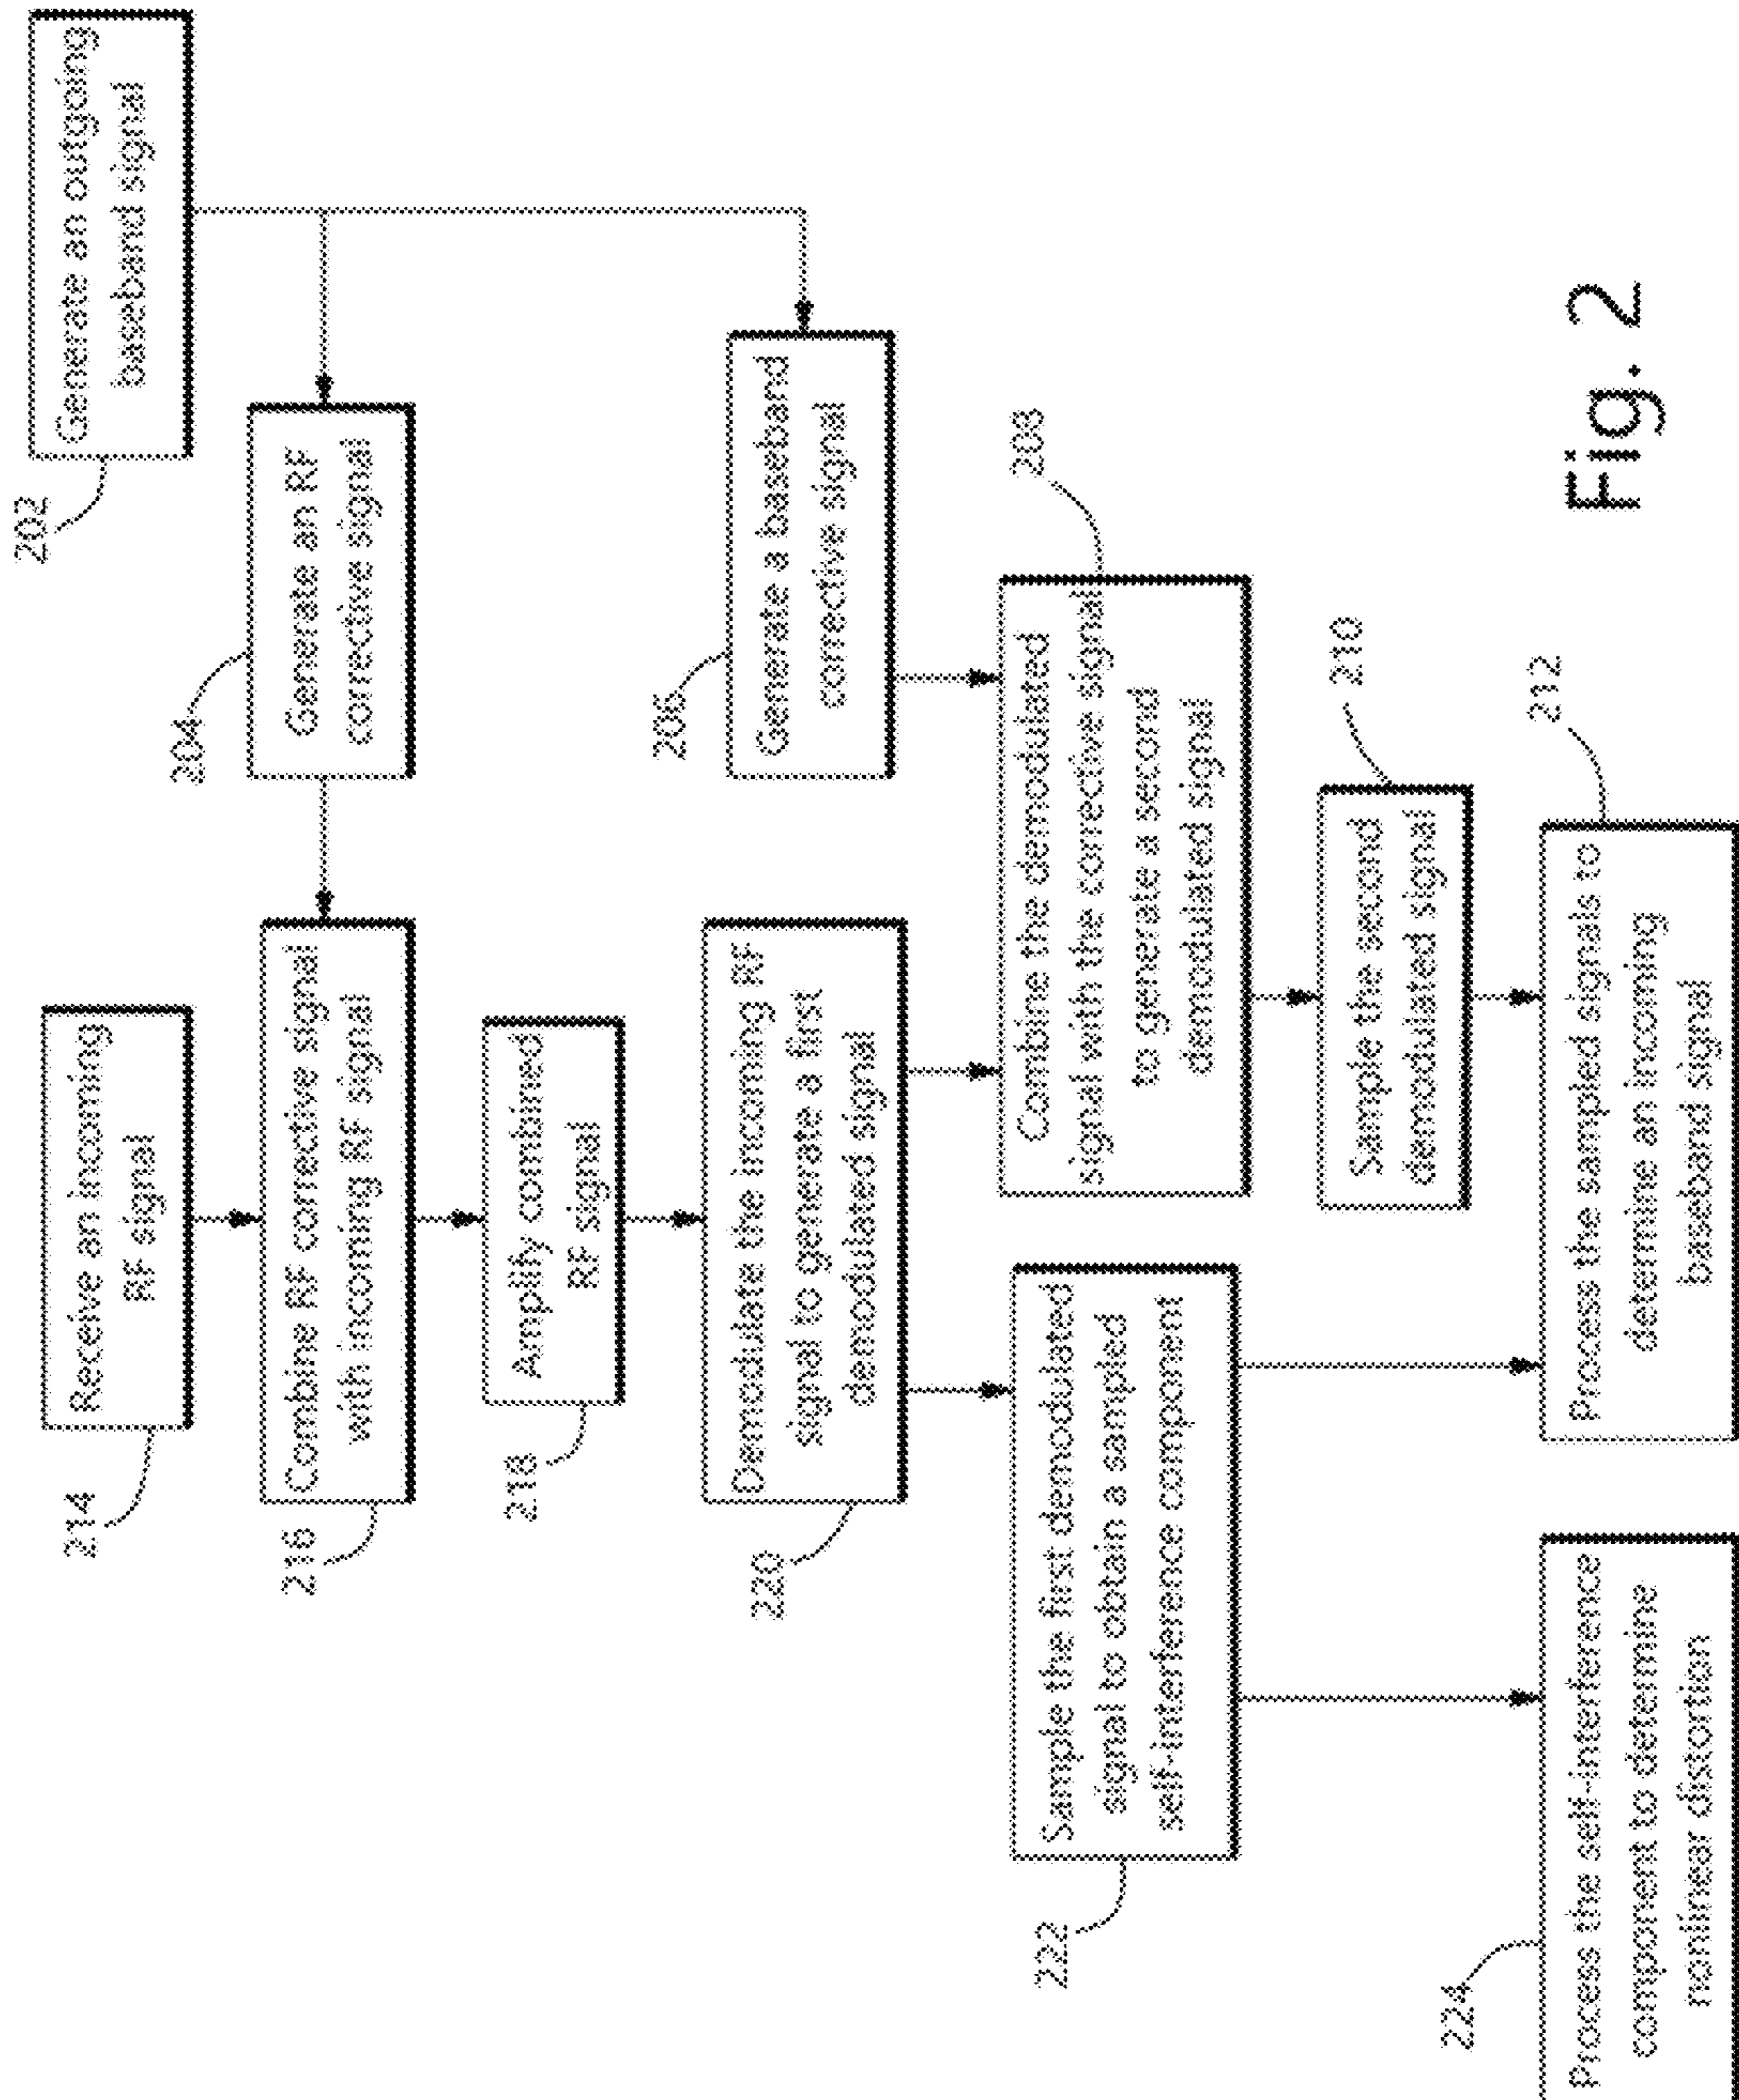 214
Receive an incoming
RF signal
202
Generate an outgoing
baseband signal
216
Combine RF corrective signal
with incoming RF signal
204
Generate an RF
corrective signal
218
Amplify combined
RF signal
220
Demodulate the incoming RF
signal to generate a first
demodulated signal
206
Generate a baseband
corrective signal
222
Sample the first demodulated
signal to obtain a sampled
self-interference component
208
Combine the demodulated
signal with the corrective signal
to generate a second
demodulated signal
210
Sample the second
demodulated signal
224
Process the self-interference
component to determine
nonlinear distortion
212
Process the sampled signals to
determine an incoming
baseband signal
Fig. 2